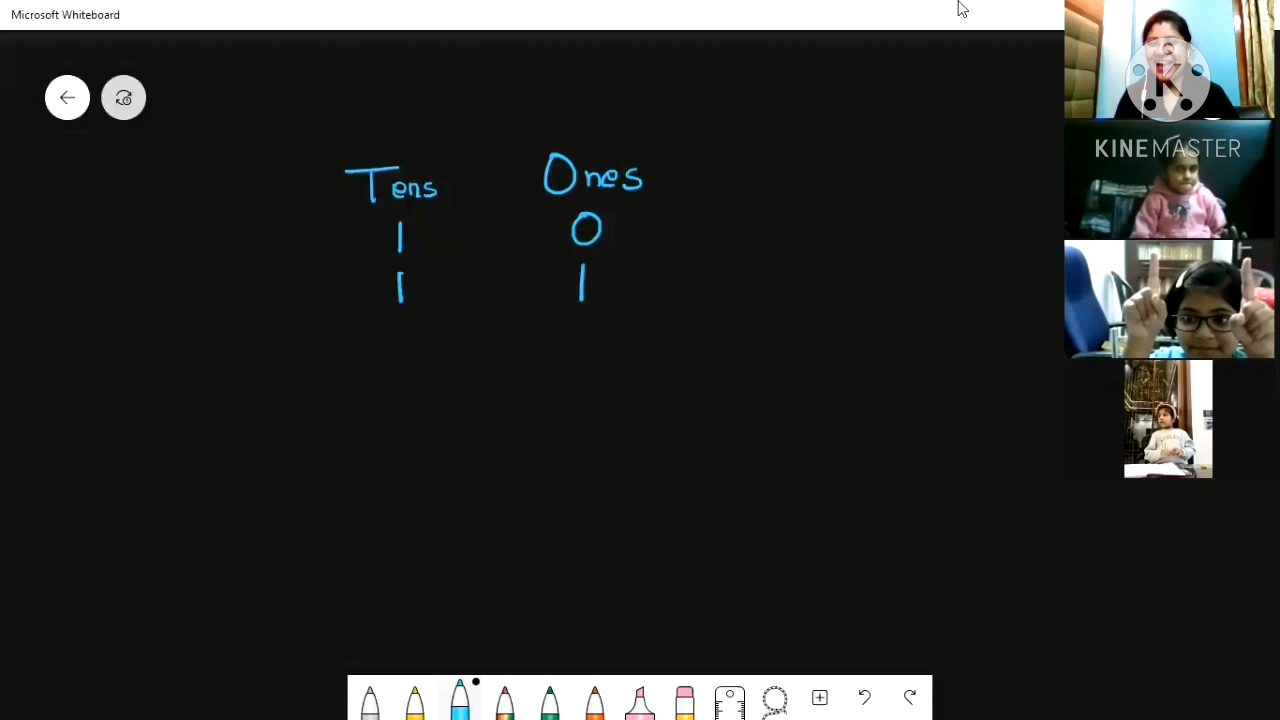 Microsoft Whiteboard
KINEMASTER
Tens Ones
1 0
1 1